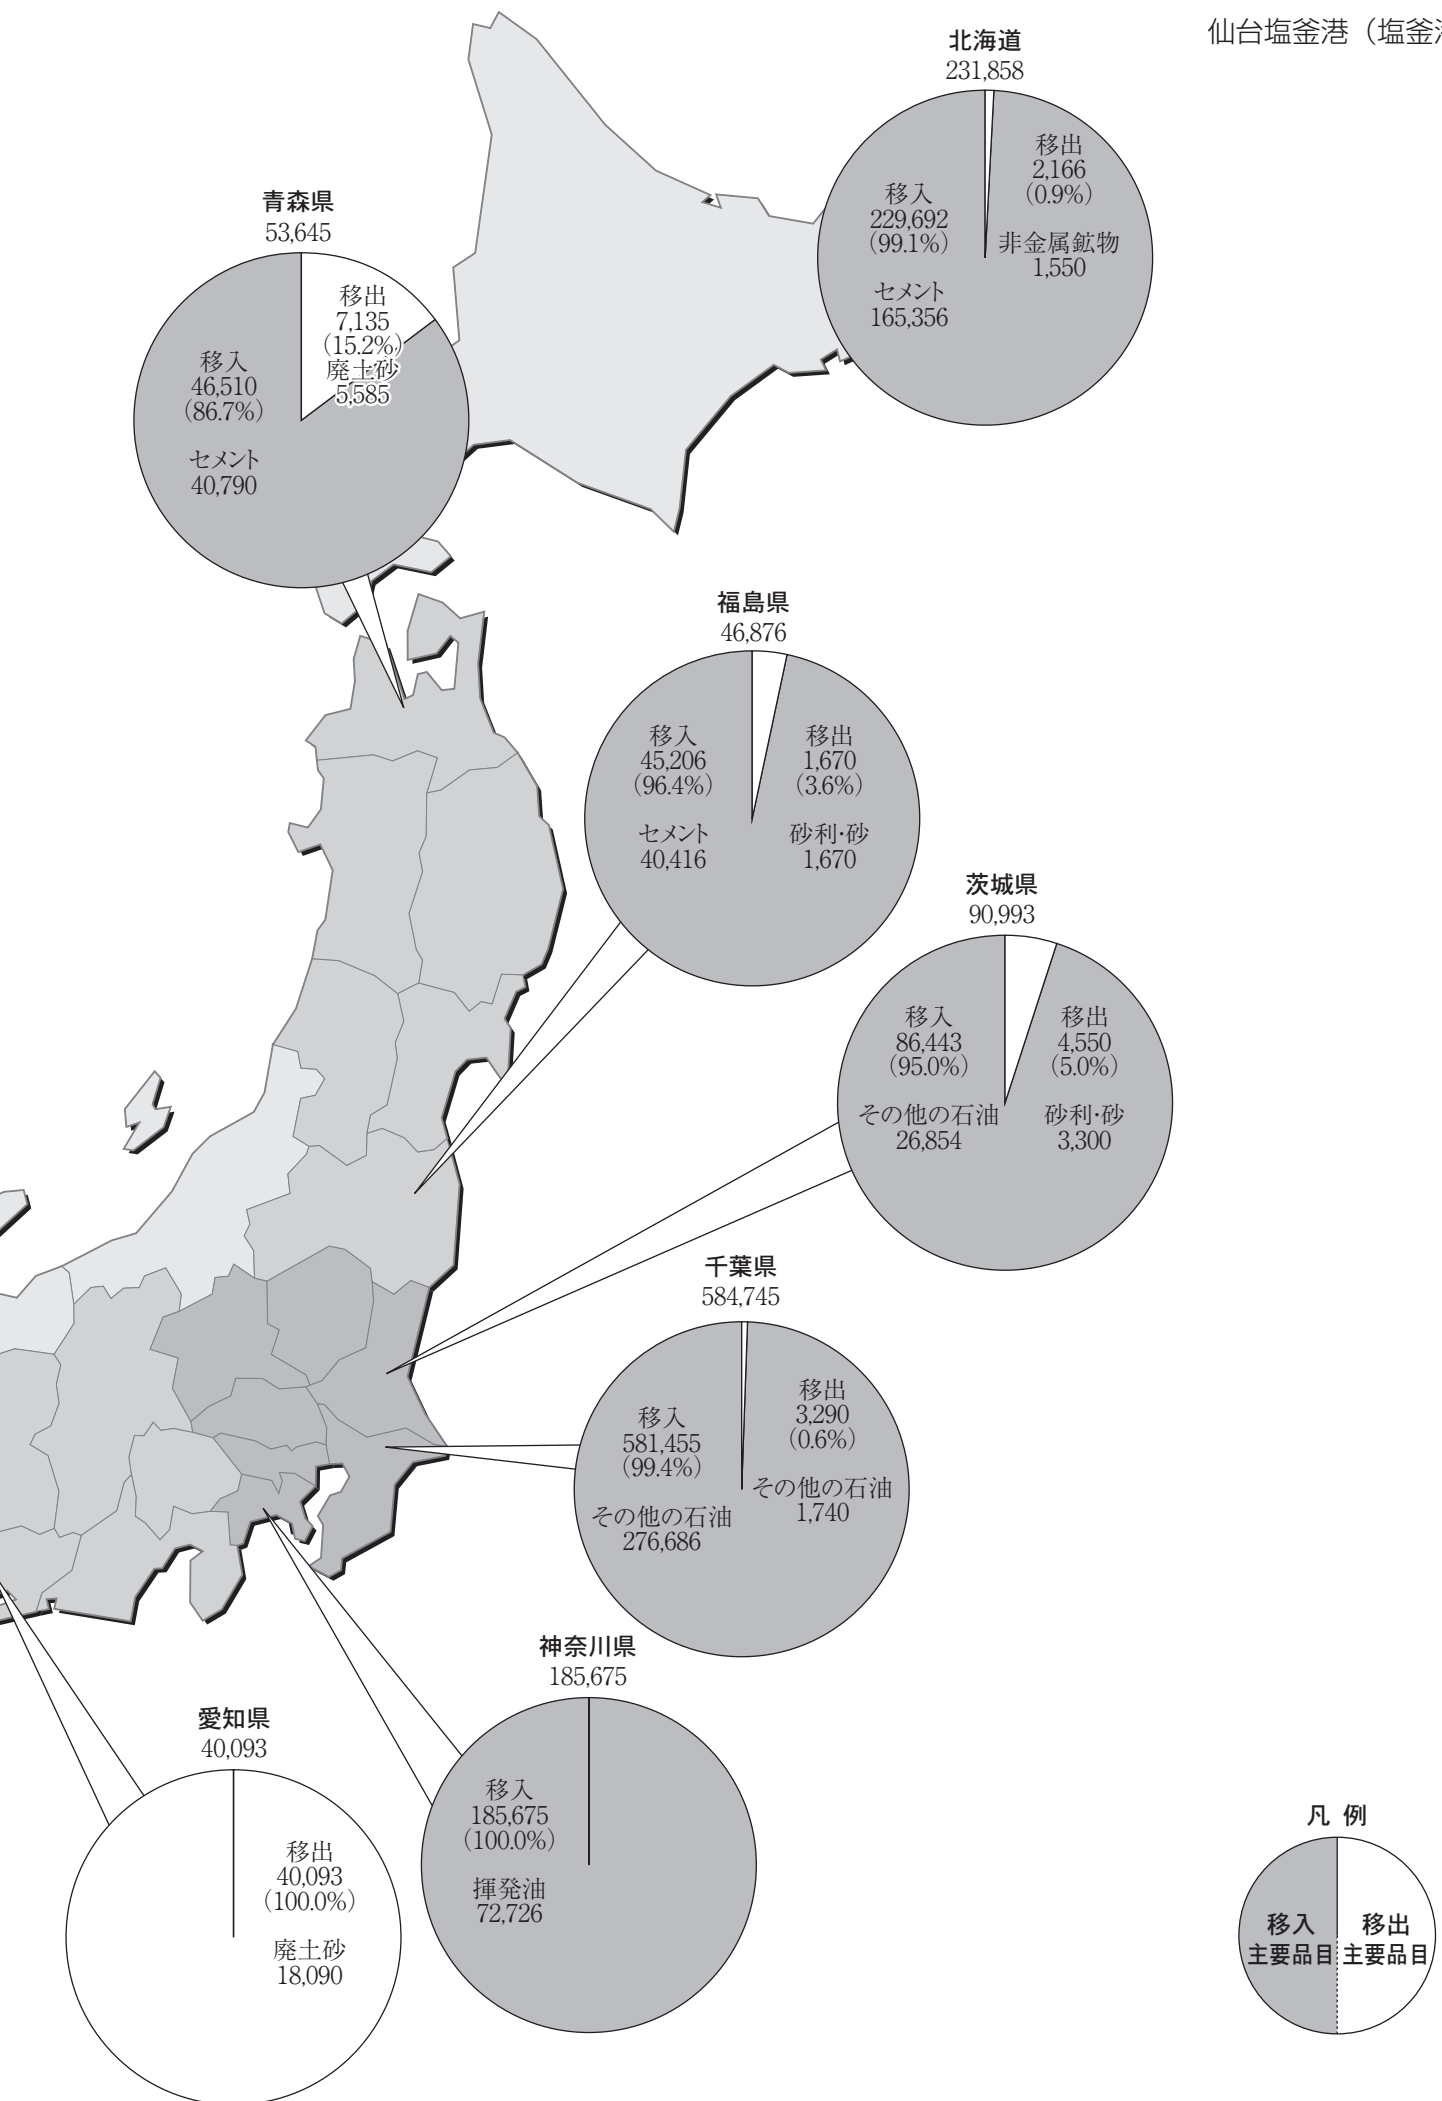 仙台塩釜港（塩釜
北海道
231,858
移出
2,166
（0.9%）
非金属鉱物
1,550
移入
229,692
（99.1%）
セメント
165,356
青森県
53,645
移出
7,135
（15.2%）
廃土砂
5,585
移入
46,510
（86.7%）
セメント
40,790
福島県
46,876
移入
45,206
（96.4%）
セメント
40,416
移出
1,670
（3.6%）
砂利・砂
1,670
茨城県
90,993
移入
86,443
（95.0%）
その他の石油
26,854
移出
4,550
（5.0%）
砂利・砂
3,300
千葉県
584,745
移入
581,455
（99.4%）
その他の石油
276,686
移出
3,290
（0.6%）
その他の石油
1,740
神奈川県
185,675
移入
185,675
（100.0%）
揮発油
72,726
愛知県
40,093
移出
40,093
（100.0%）
廃土砂
18,090
凡 例
移入
主要品目
移出
主要品目